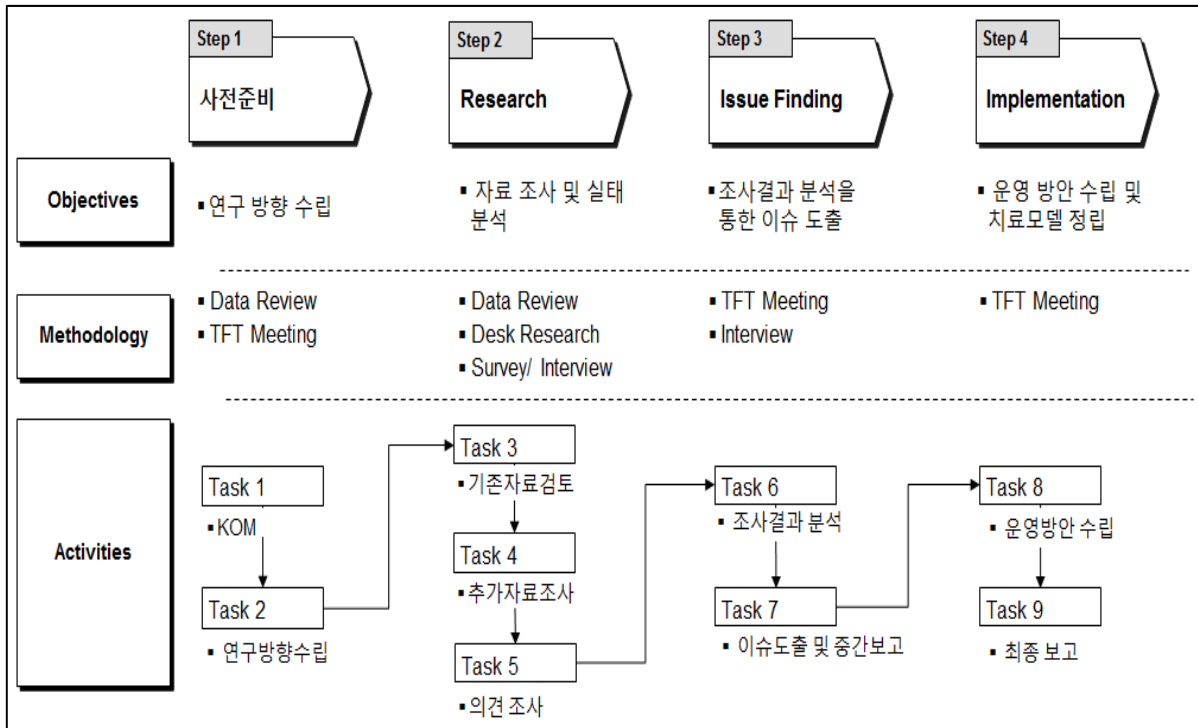 Step 1
Step 2
Step 3
Step 4
사전준비
Research
Issue Finding
Implementation
Objectives
▪ 연구 방향 수립
▪ 자료 조사 및 실태
분석
▪ 조사결과 분석을
통한 이슈 도출
▪ 운영 방안 수립 및
치료모델 정립
Methodology
▪ Data Review
▪ TFT Meeting
▪ Data Review
▪ Desk Research
▪ Survey/ Interview
▪ TFT Meeting
▪ Interview
▪ TFT Meeting
Activities
Task 1
▪ KOM
Task 2
▪ 연구방향수립
Task 3
▪ 기존자료검토
Task 4
▪ 추가자료조사
Task 5
▪ 의견 조사
Task 6
▪ 조사결과 분석
Task 7
▪ 이슈도출 및 중간보고
Task 8
▪ 운영방안 수립
Task 9
▪ 최종 보고